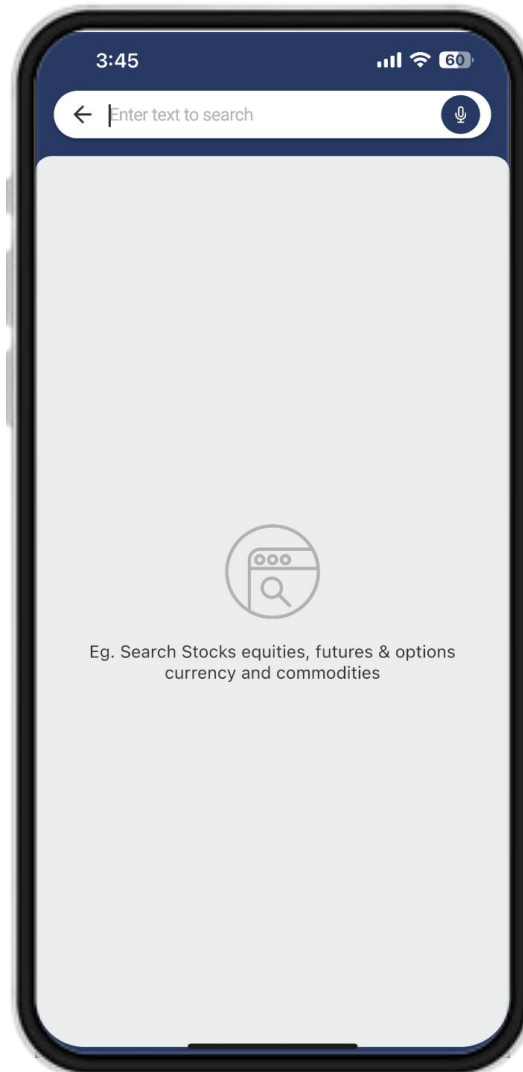 3:45
60
Enter text to search
Eg. Search Stocks equities, futures & options
currency and commodities